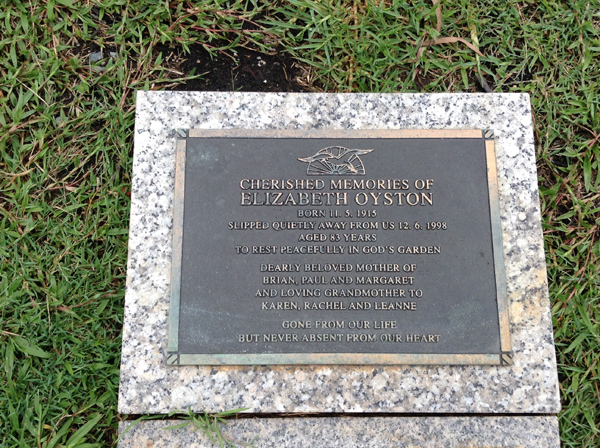 CHERISHED MEMORIES OF
ELIZABETH OYSTON
BORN 11. 5. 1915
SLIPPED QUIETLY AWAY FROM US 12. 6. 1998
AGED 83 YEARS
TO REST PEACEFULLY IN GOD'S GARDEN
DEARLY BELOVED MOTHER OF
BRIAN, PAUL AND MARGARET
AND LOVING GRANDMOTHER TO
KAREN, RACHEL AND LEANNE
GONE FROM OUR LIFE
BUT NEVER ABSENT FROM OUR HEART